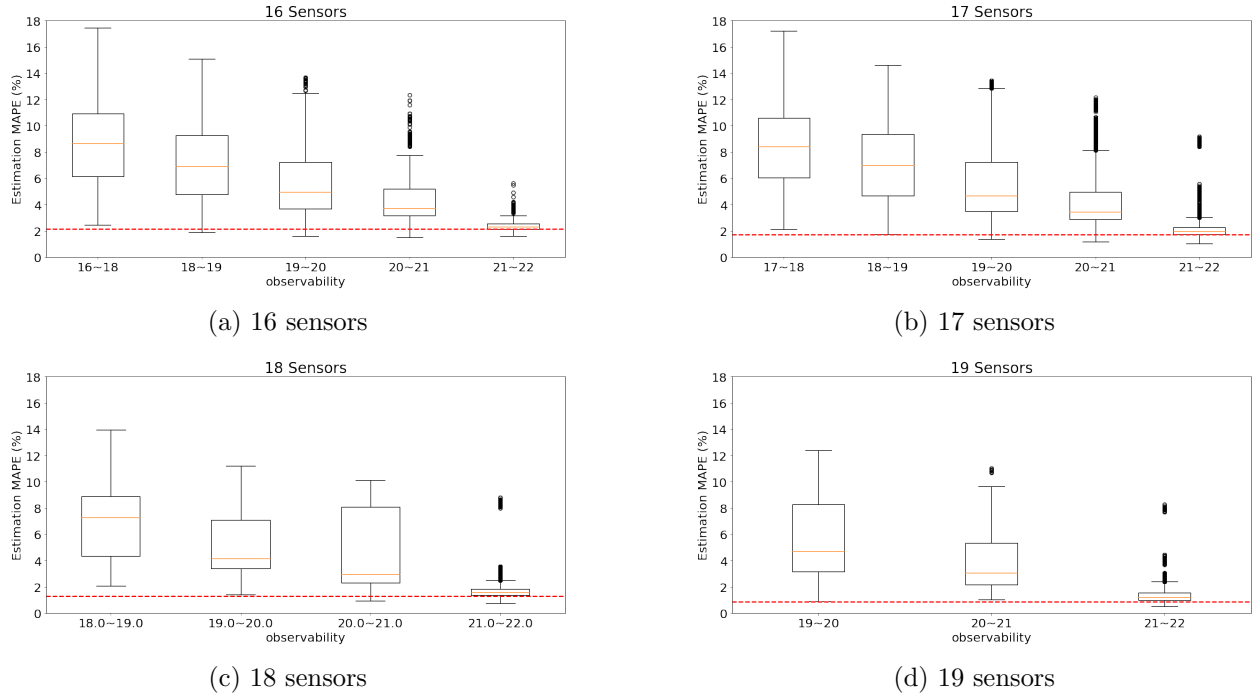 16 Sensors
18
16
14
12
10
8
6
4
2
0
Estimation MAPE (%)
16~18 18~19 19~20 20~21 21~22
observability
(a) 16 sensors
17 Sensors
18
16
14
12
10
8
6
4
2
0
Estimation MAPE (%)
17~18 18~19 19~20 20~21 21~22
observability
(b) 17 sensors
18 Sensors
18
16
14
12
10
8
6
4
2
0
Estimation MAPE (%)
18.0~19.0 19.0~20.0 20.0~21.0 21.0~22.0
observability
(c) 18 sensors
19 Sensors
18
16
14
12
10
8
6
4
2
0
Estimation MAPE (%)
19~20 20~21 21~22
observability
(d) 19 sensors